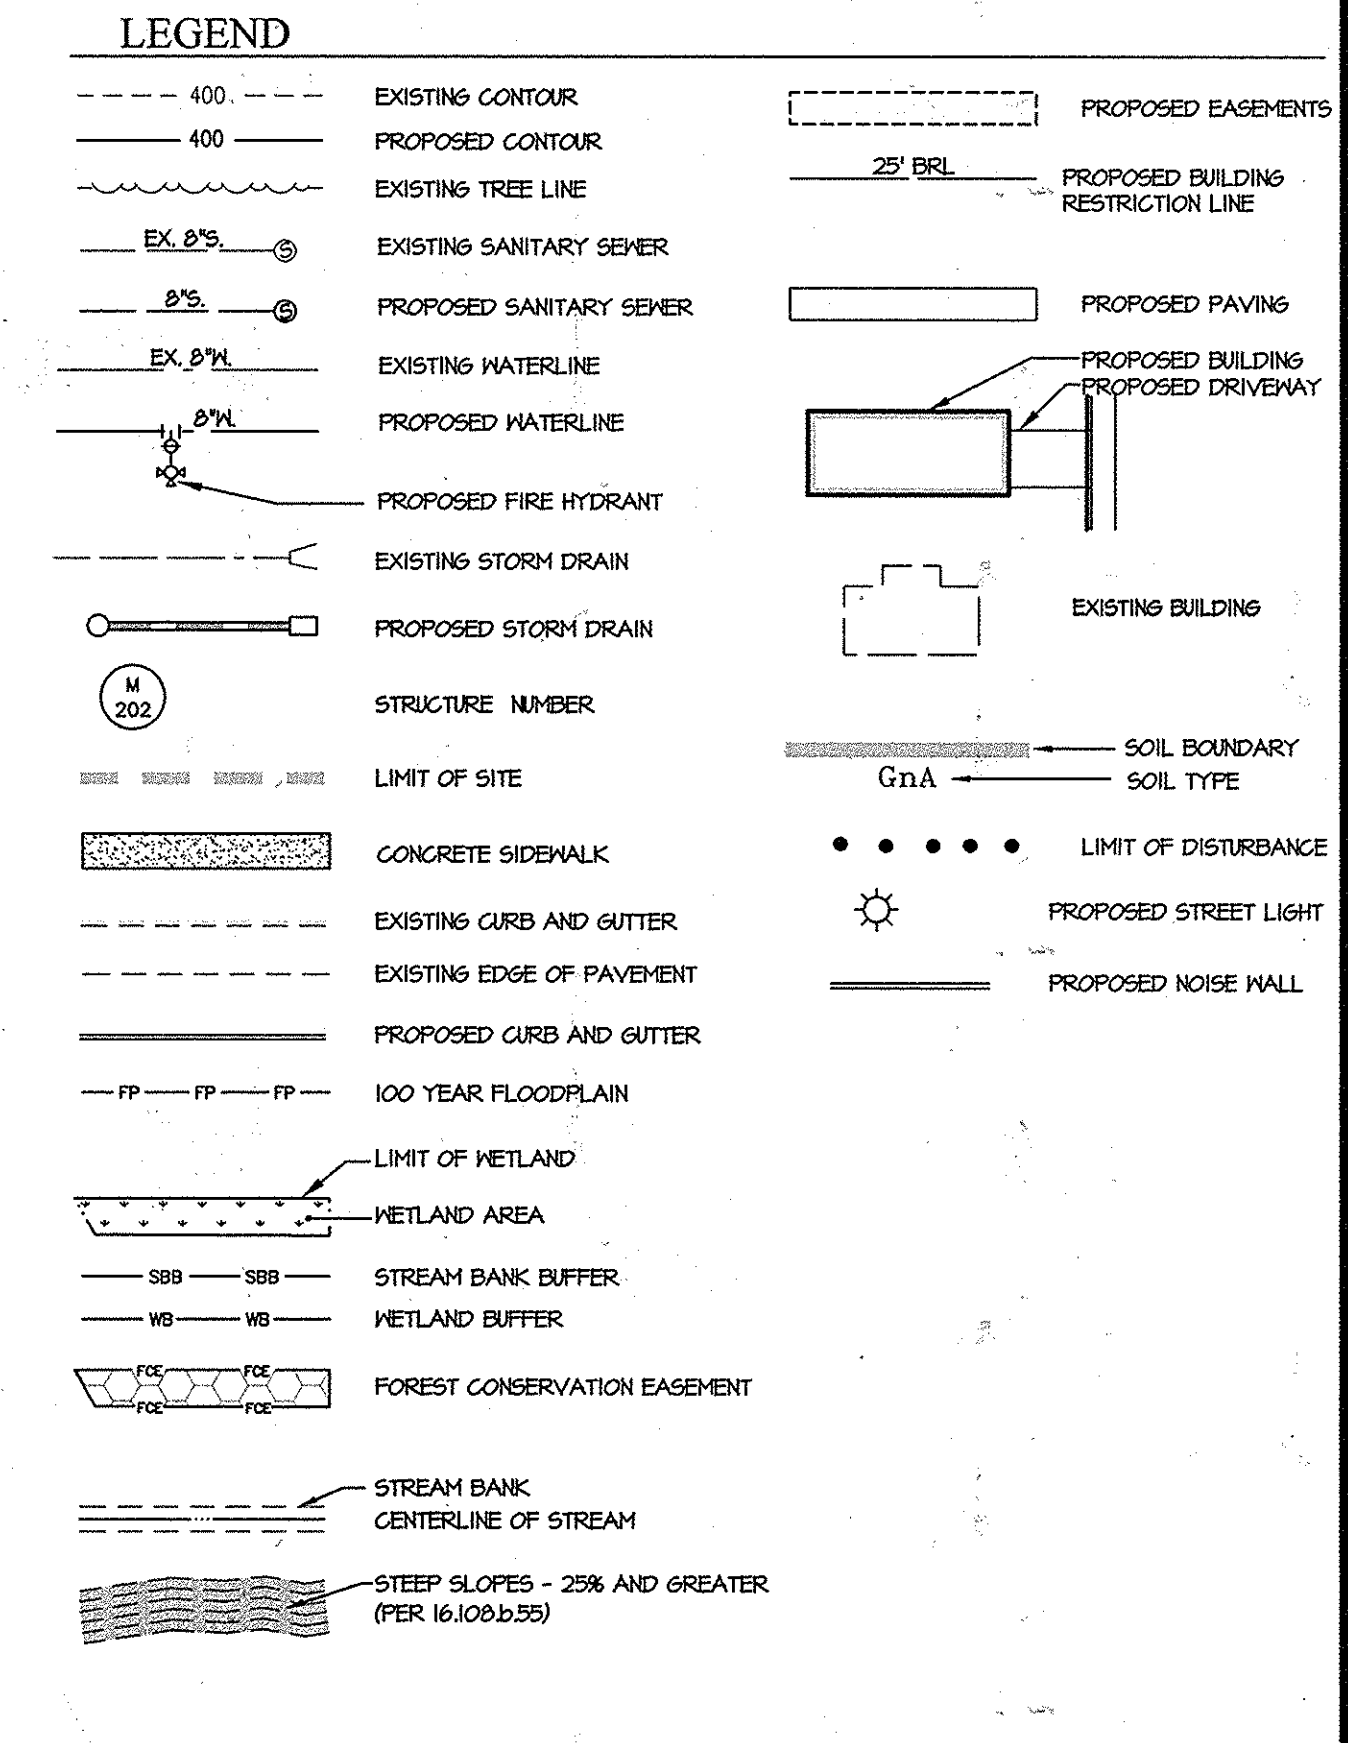 LEGEND
400
EXISTING CONTOUR
400
PROPOSED CONTOUR
EXISTING TREE LINE
EX. 8"S.
S
EXISTING SANITARY SEWER
8"S.
S
PROPOSED SANITARY SEWER
EX. 8"W.
EXISTING WATERLINE
8"W.
PROPOSED WATERLINE
PROPOSED FIRE HYDRANT
EXISTING STORM DRAIN
PROPOSED STORM DRAIN
M
202
STRUCTURE NUMBER
LIMIT OF SITE
CONCRETE SIDEWALK
EXISTING CURB AND GUTTER
EXISTING EDGE OF PAVEMENT
PROPOSED CURB AND GUTTER
FP FP FP
100 YEAR FLOODPLAIN
LIMIT OF WETLAND
WETLAND AREA
SBB SBB
STREAM BANK BUFFER
WB WB
WETLAND BUFFER
FCE FCE
FCE FCE
FOREST CONSERVATION EASEMENT
STREAM BANK
CENTERLINE OF STREAM
STEEP SLOPES - 25% AND GREATER
(PER 16.108.b.55)
PROPOSED EASEMENTS
25' BRL
PROPOSED BUILDING
RESTRICTION LINE
PROPOSED PAVING
PROPOSED BUILDING
PROPOSED DRIVEWAY
EXISTING BUILDING
SOIL BOUNDARY
GnA
SOIL TYPE
LIMIT OF DISTURBANCE
PROPOSED STREET LIGHT
PROPOSED NOISE WALL